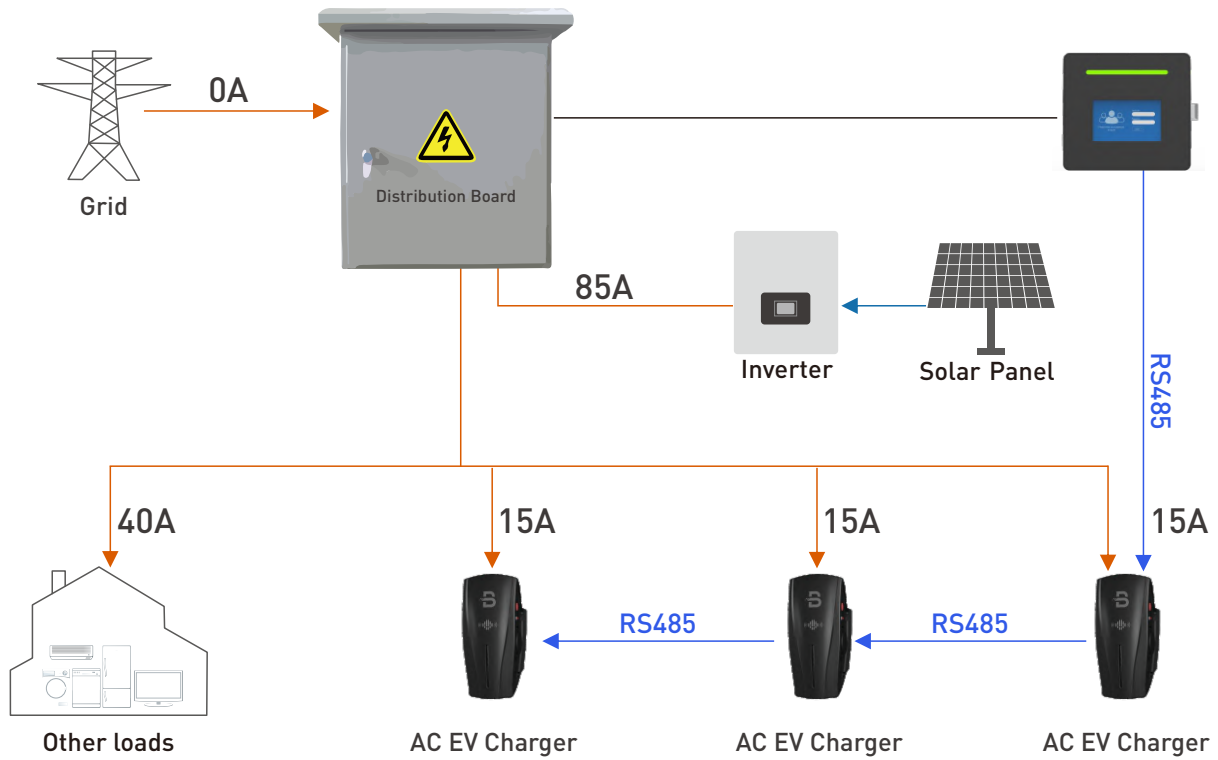 0A
Grid
Distribution Board
85A
Inverter
Solar Panel
RS485
40A
15A
15A
15A
RS485
RS485
Other loads
AC EV Charger
AC EV Charger
AC EV Charger